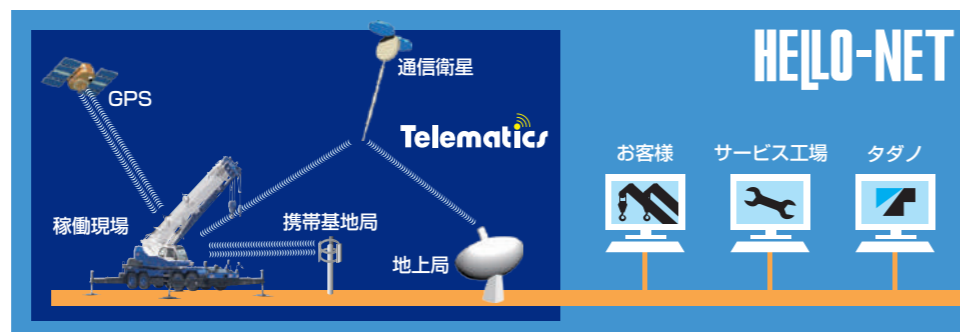 HELLO-NET
通信衛星
GPS
Telematics
お客様
サービス工場
タダノ
稼働現場
携帯基地局
地上局